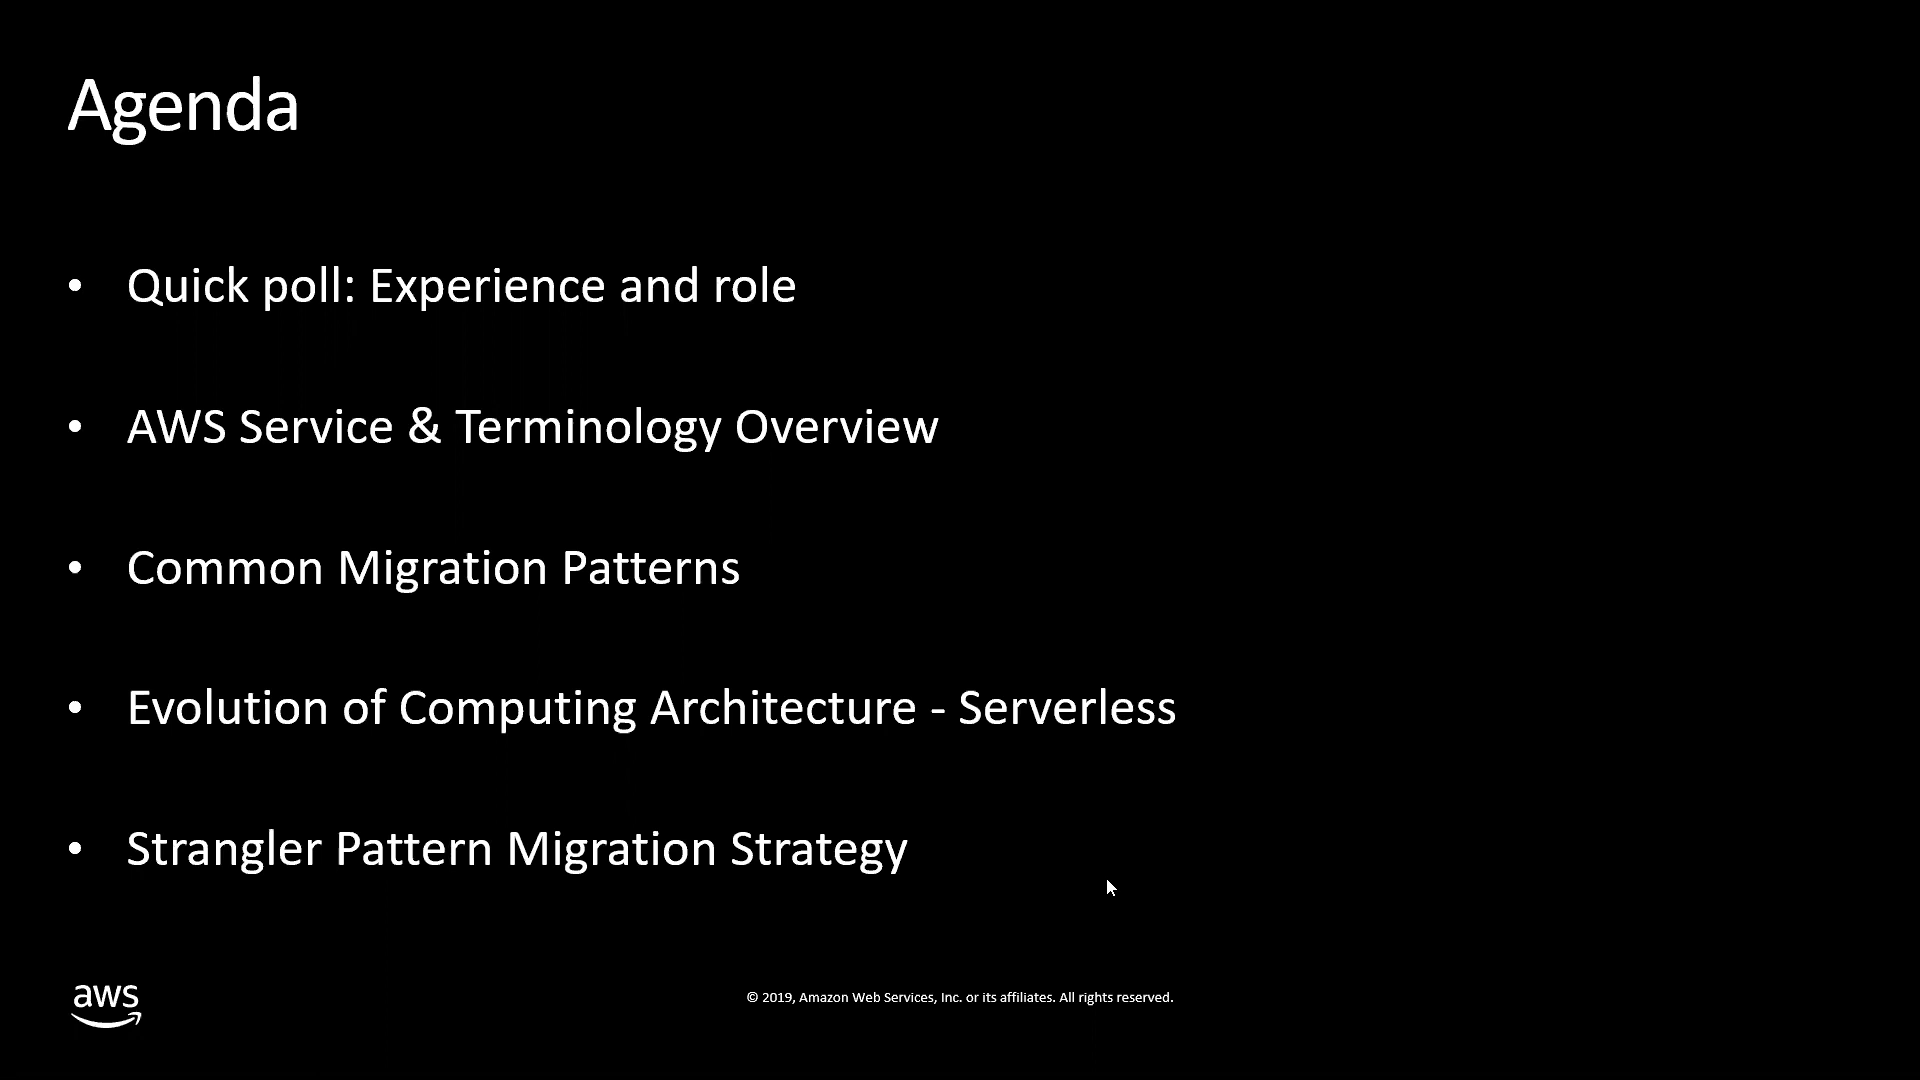 Agenda
• Quick poll: Experience and role
• AWS Service & Terminology Overview
• Common Migration Patterns
• Evolution of Computing Architecture - Serverless
• Strangler Pattern Migration Strategy
aws
© 2019, Amazon Web Services, Inc. or its affiliates. All rights reserved.